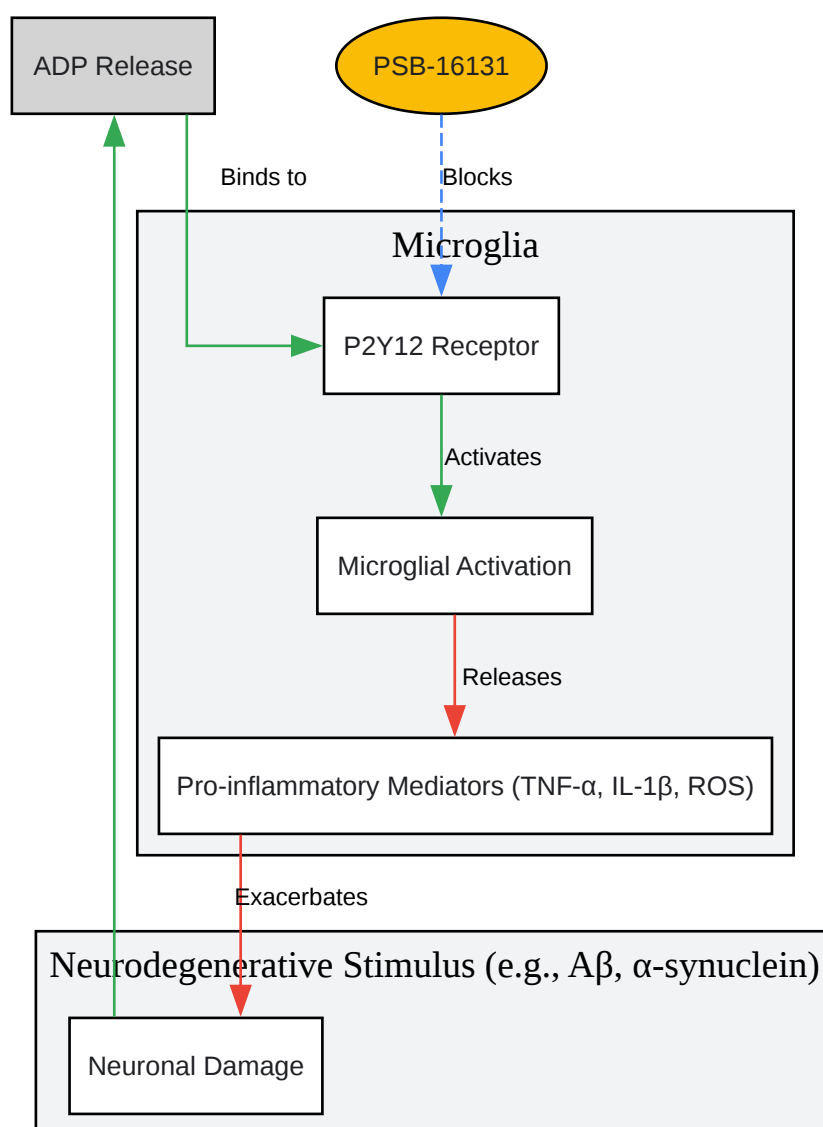 ADP Release
PSB-16131
Binds to
Blocks
Microglia
P2Y12 Receptor
Activates
Microglial Activation
Releases
Pro-inflammatory Mediators (TNF-α, IL-1β, ROS)
Exacerbates
Neurodegenerative Stimulus (e.g., Aβ, α-synuclein)
Neuronal Damage